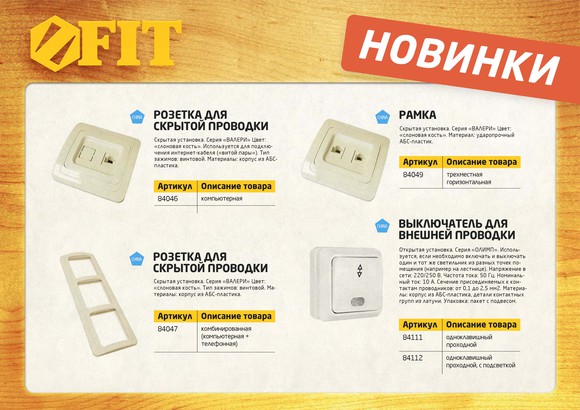 FIT
НОВИНКИ
РОЗЕТКА ДЛЯ
СКРЫТОЙ ПРОВОДКИ
Скрытая установка. Серия «ВАЛЕРИ» Цвет:
«слоновая кость». Используется для подклю-
чения интернет-кабеля («витой пары»). Тип
зажимов: винтовой. Материалы: корпус из АБС-
пластика.
Артикул Описание товара
84046 компьютерная
РАМКА
Скрытая установка. Серия «ВАЛЕРИ» Цвет:
«слоновая кость». Материал: ударопрочный
АБС-пластик.
Артикул Описание товара
84049 трехместная
горизонтальная
РОЗЕТКА ДЛЯ
СКРЫТОЙ ПРОВОДКИ
Скрытая установка. Серия «ВАЛЕРИ» Цвет:
«слоновая кость». Тип зажимов: винтовой. Ма-
териалы: корпус из АБС-пластика.
Артикул Описание товара
84047 комбинированная
(компьютерная +
телефонная)
ВЫКЛЮЧАТЕЛЬ ДЛЯ
ВНЕШНЕЙ ПРОВОДКИ
Открытая установка. Серия «ОЛИМП». Исполь-
зуется, если необходимо включать и выключать
один и тот же светильник из разных точек по-
мещения (например на лестнице). Напряжение в
сети: 220/250 В. Частота тока: 50 Гц. Номиналь-
ный ток: 10 А. Сечение присоединяемых к кон-
тактам проводников: от 0,1 до 2,5 мм2. Материа-
лы: корпус из АБС-пластика, детали контактных
групп из латуни. Упаковка: пакет с подвесом.
Артикул Описание товара
84111 одноклавишный
проходной
84112 одноклавишный
проходной, с подсветкой